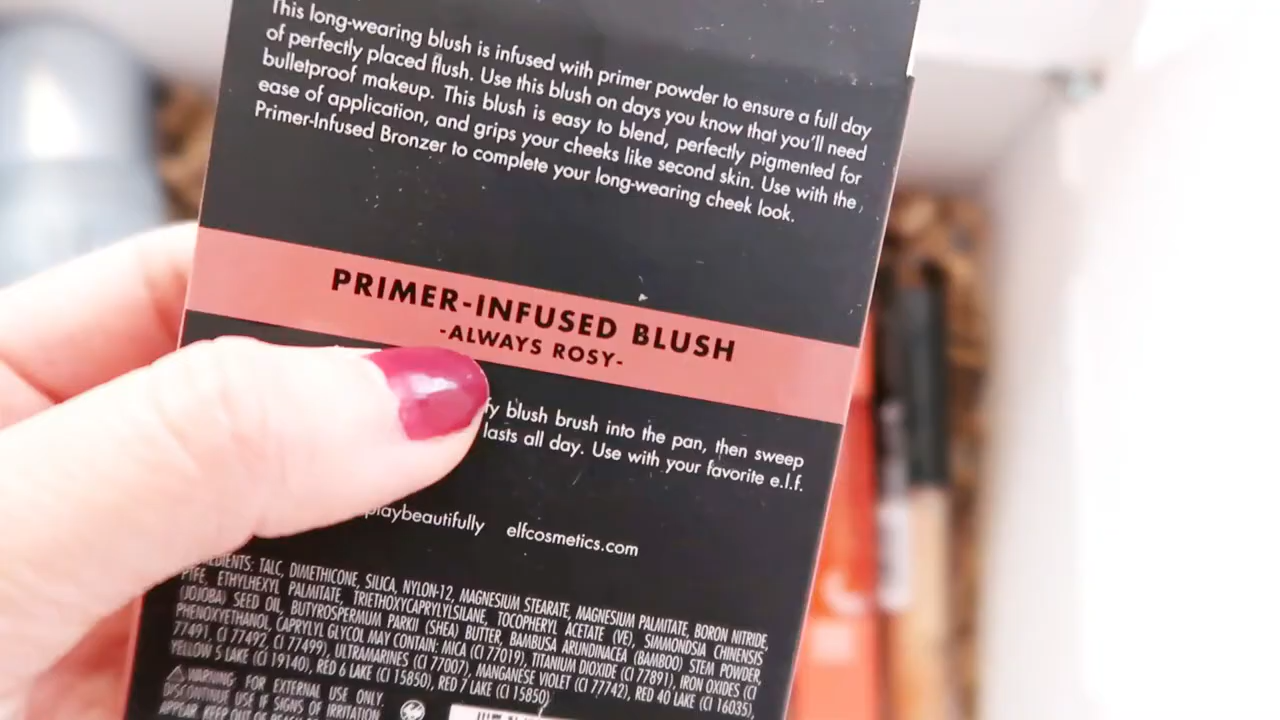 This long-wearing blush is infused with primer powder to ensure a full day
of perfectly placed flush. Use this blush on days you know that you'll need
bulletproof makeup. This blush is easy to blend, perfectly pigmented for
ease of application, and grips your cheeks like second skin. Use with the
Primer-Infused Bronzer to complete your long-wearing cheek look.
PRIMER-INFUSED BLUSH
-ALWAYS ROSY-
blush brush into the pan, then sweep
lasts all day. Use with your favorite e.l.f.
playbeautifully elfcosmetics.com
TALC, DIMETHICONE, SILICA, NYLON-12, MAGNESIUM STEARATE, MAGNESIUM PALMITATE, BORON NITRIDE,
PTFE, ETHYLHEXYL PALMITATE, TRIETHOXYCAPRYLYLSILANE, TOCOPHERYL ACETATE (VE), SIMMONDSIA CHINENSIS
(JOJOBA) SEED OIL, BUTYROSPERMUM PARKII (SHEA) BUTTER, BAMBUSA ARUNDINACEA (BAMBOO) STEM POWDER,
PHENOXYETHANOL, CAPRYLYL GLYCOL MAY CONTAIN: MICA (CI 77019), TITANIUM DIOXIDE (CI 77891), IRON OXIDES (CI
77491, CI 77492, CI 77499), ULTRAMARINES (CI 77007), MANGANESE VIOLET (CI 77742), RED 40 LAKE (CI 16035),
YELLOW 5 LAKE (CI 19140), RED 6 LAKE (CI 15850), RED 7 LAKE (CI 15850)
WARNING: FOR EXTERNAL USE ONLY.
DISCONTINUE USE IF SIGNS OF IRRITATION
APPEAR. KEEP OUT OF REACH